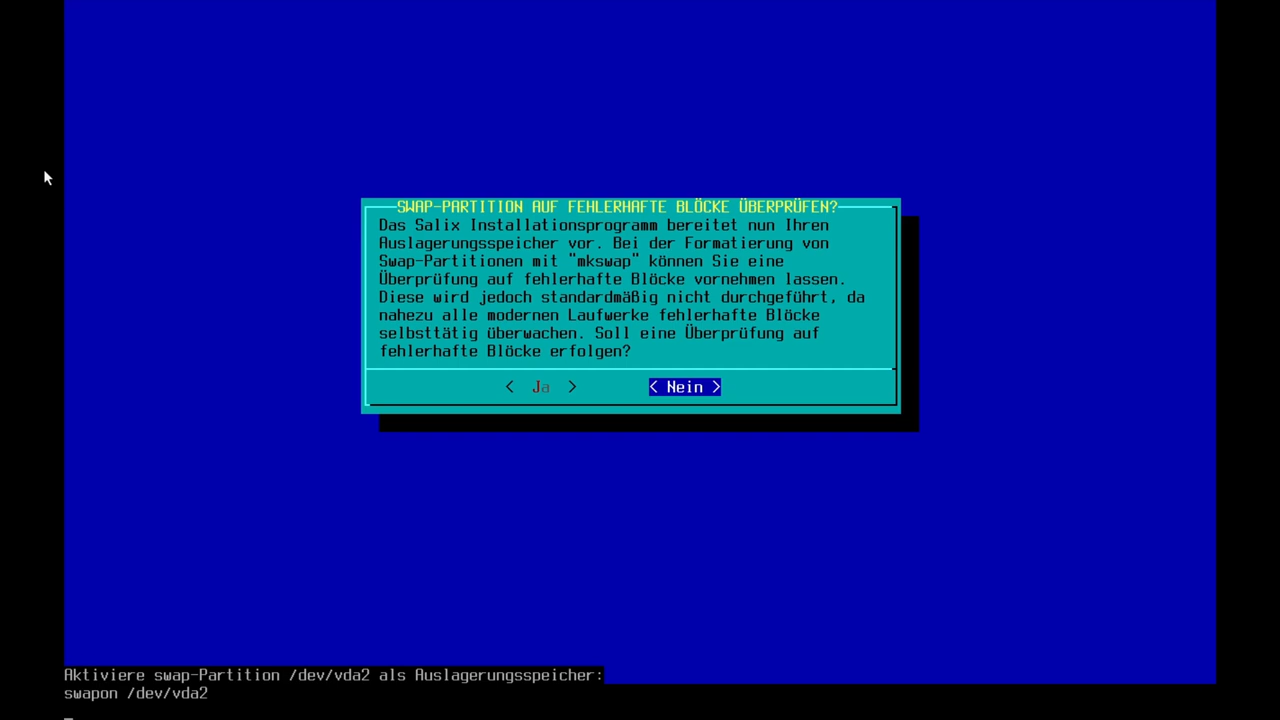 SWAP-PARTITION AUF FEHLERHAFTE BLÖCKE ÜBERPRÜFEN?
Das Salix Installationsprogramm bereitet nun Ihren
Auslagerungsspeicher vor. Bei der Formatierung von
Swap-Partitionen mit "mkswap" können Sie eine
Überprüfung auf fehlerhafte Blöcke vornehmen lassen.
Diese wird jedoch standardmäßig nicht durchgeführt, da
nahezu alle modernen Laufwerke fehlerhafte Blöcke
selbsttätig überwachen. Soll eine Überprüfung auf
fehlerhafte Blöcke erfolgen?
< Ja > < Nein >
Aktiviere swap-Partition /dev/vda2 als Auslagerungsspeicher:
swapon /dev/vda2